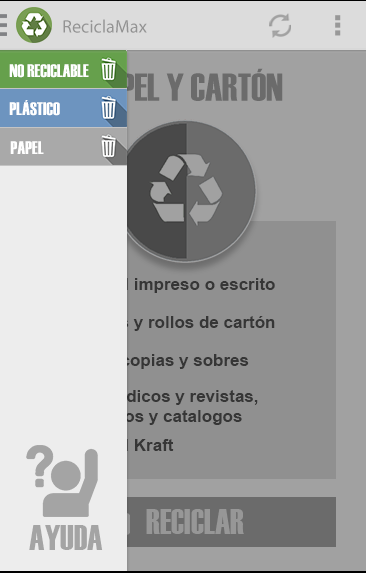 ReciclaMax
NO RECICLABLE
PLÁSTICO
PAPEL
AYUDA
PEL Y CARTÓN
impreso o escrito
y rollos de cartón
copias y sobres
dicos y revistas,
os y catalogos
Kraft
RECICLAR